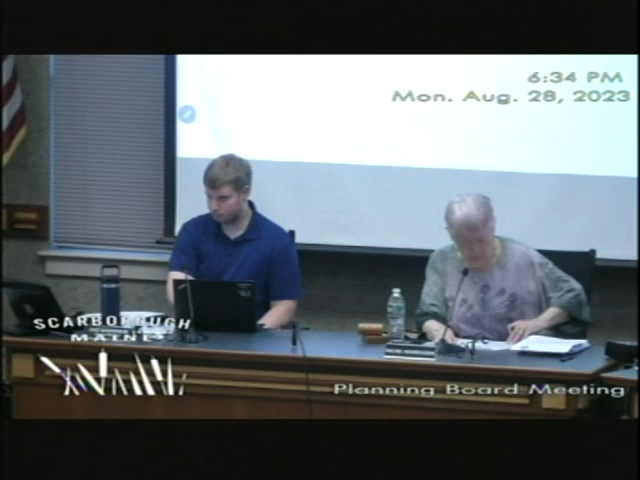 6:34 PM
Mon. Aug. 28, 2023
SCARBOROUGH
MAINE
Planning Board Meeting